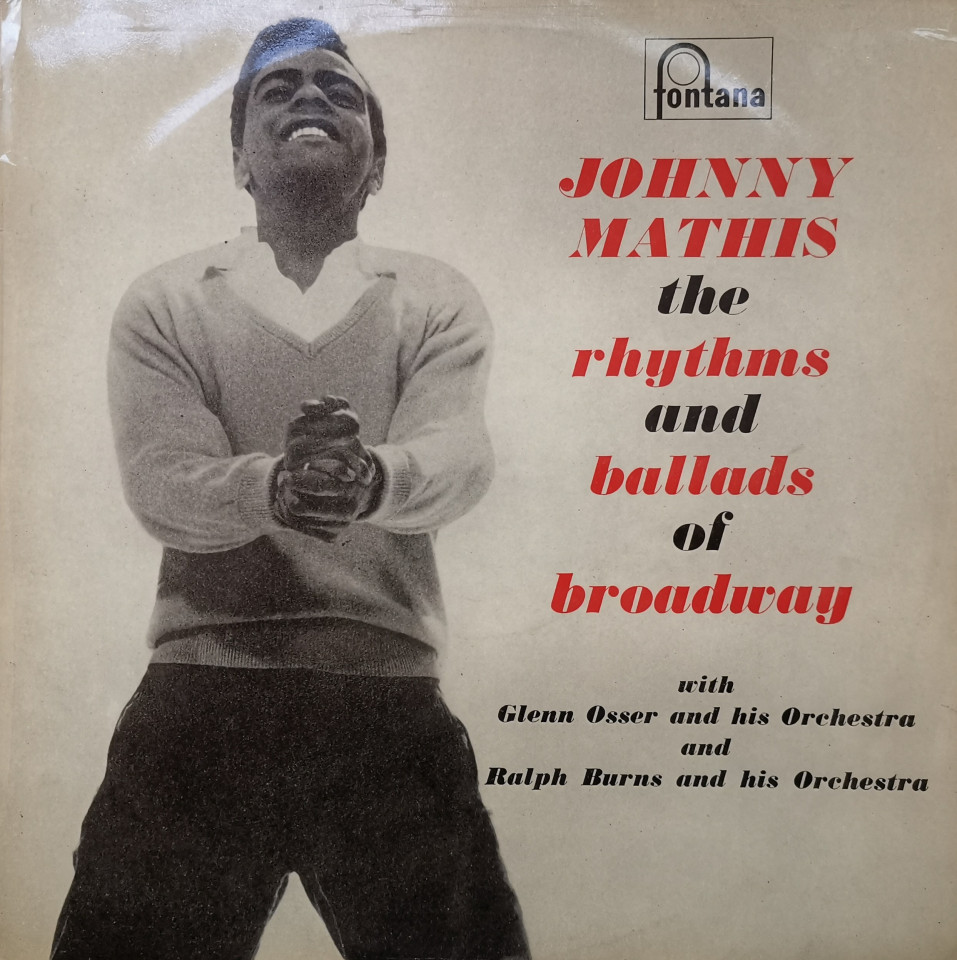 fontana
JOHNNY
MATHIS
the
rhythms
and
ballads
of
broadway
with
Glenn Osser and his Orchestra
and
Ralph Burns and his Orchestra